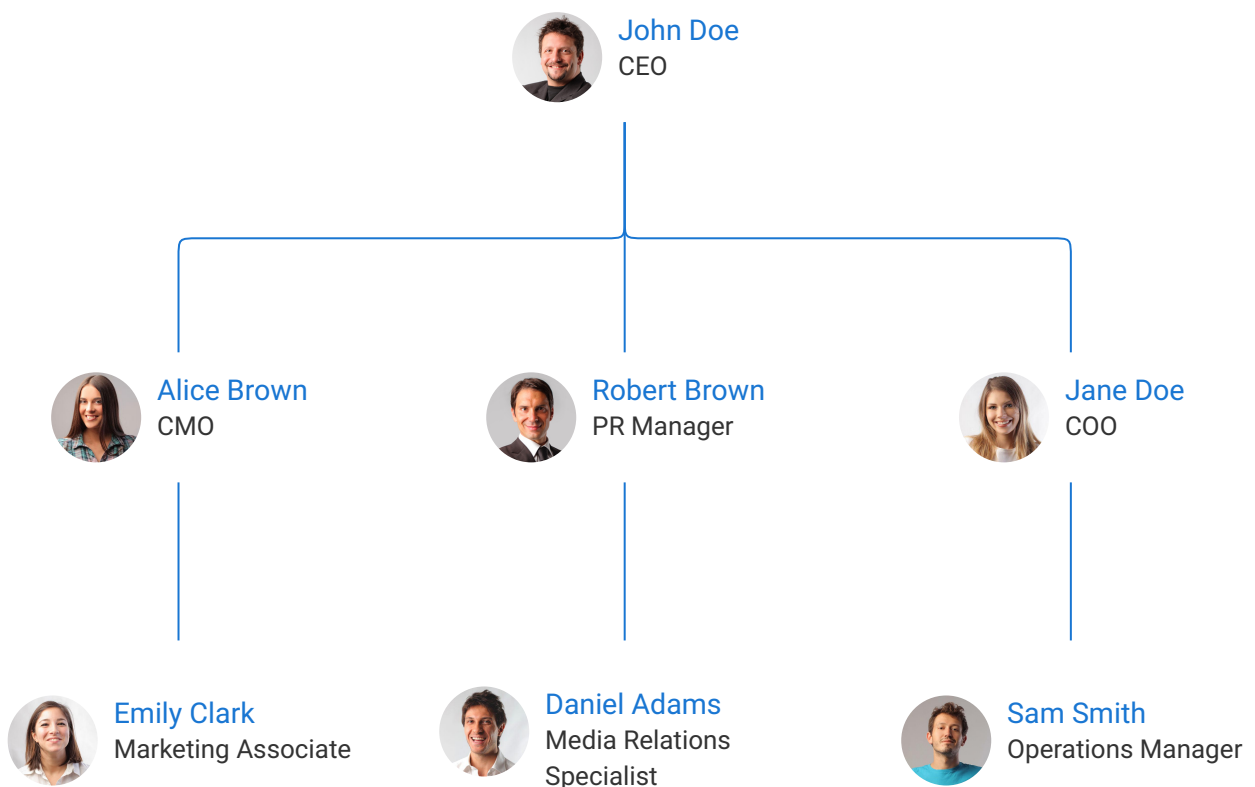 John Doe
CEO
Alice Brown
CMO
Robert Brown
PR Manager
Jane Doe
COO
Emily Clark
Marketing Associate
Daniel Adams
Media Relations
Specialist
Sam Smith
Operations Manager